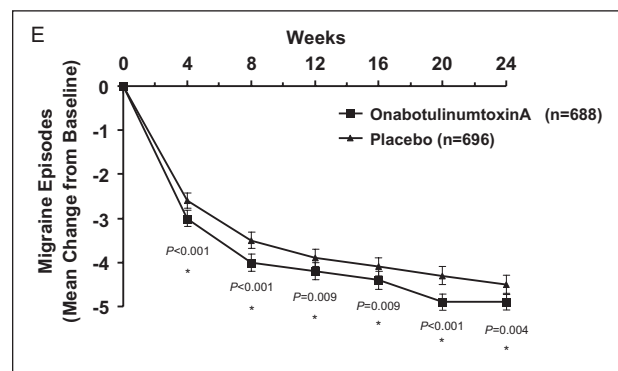 E
Weeks
0 4 8 12 16 20 24
0
-1
-2
-3
-4
-5
Migraine Episodes
(Mean Change from Baseline)
OnabotulinumtoxinA (n=688)
Placebo (n=696)
P<0.001
*
P<0.001
*
P=0.009
*
P=0.009
*
P<0.001
*
P=0.004
*